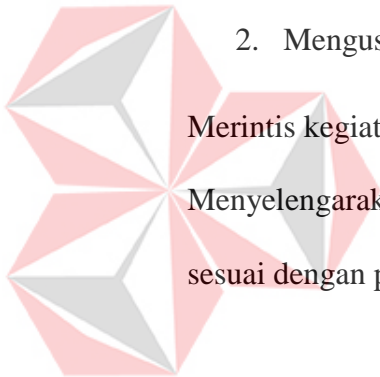 2. Mengus
Merintis kegiat
Menyelengarak
sesuai dengan p